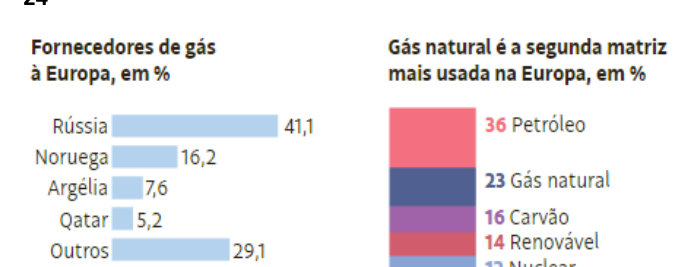 24
Fornecedores de gás
à Europa, em %
Rússia 41,1
Noruega 16,2
Argélia 7,6
Qatar 5,2
Outros 29,1
Gás natural é a segunda matriz
mais usada na Europa, em %
36 Petróleo
23 Gás natural
16 Carvão
14 Renovável
Nuclear